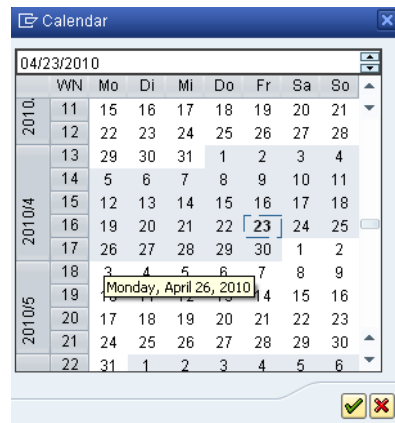 Calendar
04/23/2010
WN Mo Di Mi Do Fr Sa So
2010.
11 15 16 17 18 19 20 21
12 22 23 24 25 26 27 28
2010/4
13 29 30 31 1 2 3 4
14 5 6 7 8 9 10 11
15 12 13 14 15 16 17 18
16 19 20 21 22 23 24 25
17 26 27 28 29 30 1 2
2010/5
18 3 4 5 6 7 8 9
Monday, April 26, 2010
19 14 15 16
20 17 18 19 20 21 22 23
21 24 25 26 27 28 29 30
22 31 1 2 3 4 5 6